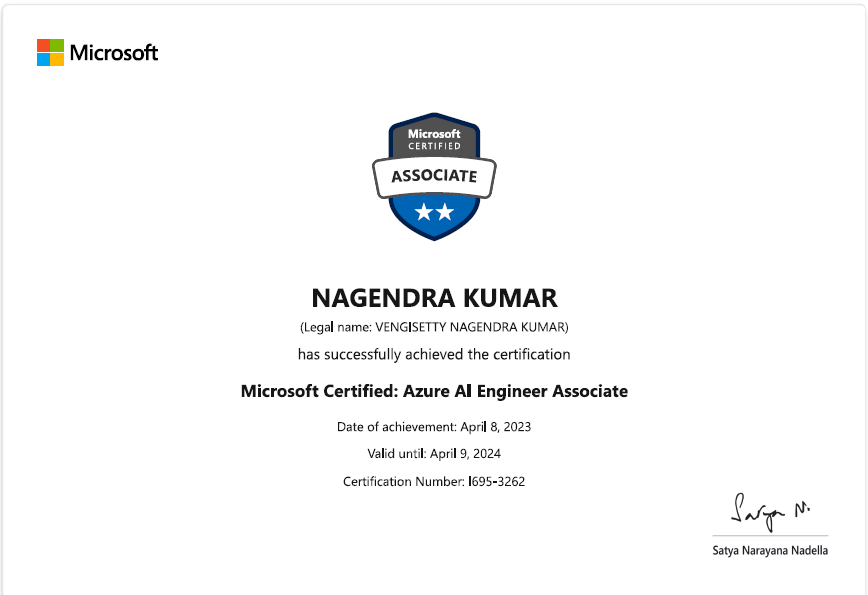 Microsoft
Microsoft
CERTIFIED
ASSOCIATE
NAGENDRA KUMAR
(Legal name: VENGISETTY NAGENDRA KUMAR)
has successfully achieved the certification
Microsoft Certified: Azure AI Engineer Associate
Date of achievement: April 8, 2023
Valid until: April 9, 2024
Certification Number: I695-3262
Satya N.
Satya Narayana Nadella